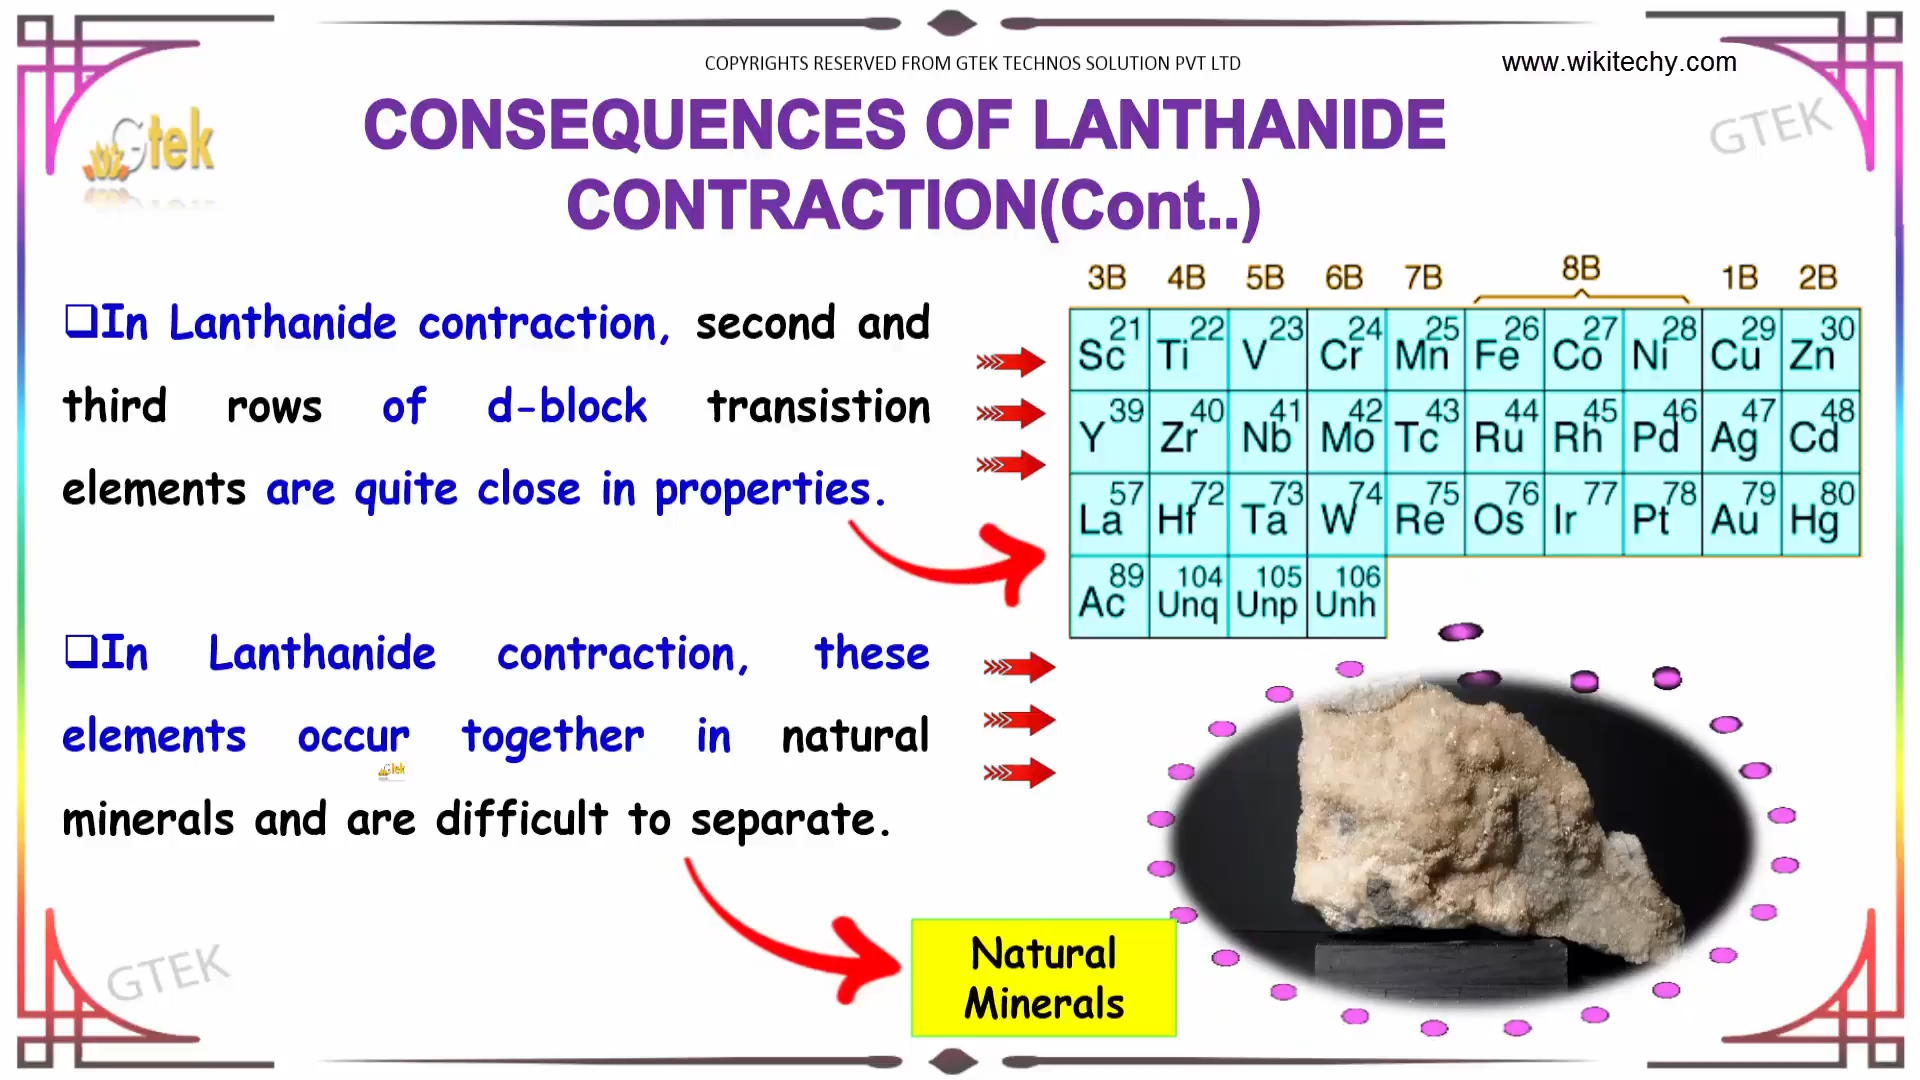 COPYRIGHTS RESERVED FROM GTEK TECHNOS SOLUTION PVT LTD
www.wikitechy.com
Gtek
GTEK
CONSEQUENCES OF LANTHANIDE
CONTRACTION(Cont..)
In Lanthanide contraction, second and
third rows of d-block transistion
elements are quite close in properties.
3B 4B 5B 6B 7B 8B 1B 2B
21 22 23 24 25 26 27 28 29 30
Sc Ti V Cr Mn Fe Co Ni Cu Zn
39 40 41 42 43 44 45 46 47 48
Y Zr Nb Mo Tc Ru Rh Pd Ag Cd
57 72 73 74 75 76 77 78 79 80
La Hf Ta W Re Os Ir Pt Au Hg
89 104 105 106
Ac Unq Unp Unh
In Lanthanide contraction, these
elements occur together in natural
Gtek
minerals and are difficult to separate.
Natural
Minerals
GTEK